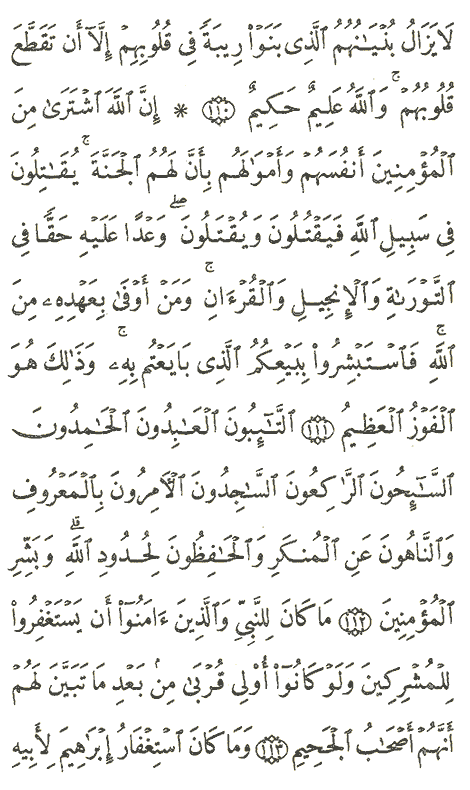 لَا يَزَالُ بُنْيَـٰنُهُمُ ٱلَّذِى بَنَوْا۟ رِيبَةً فِى قُلُوبِهِمْ إِلَّآ أَن تَقَطَّعَ
قُلُوبُهُمْ ۗ وَٱللَّهُ عَلِيمٌ حَكِيمٌ ﴿١١٠﴾ * إِنَّ ٱللَّهَ ٱشْتَرَىٰ مِنَ
ٱلْمُؤْمِنِينَ أَنفُسَهُمْ وَأَمْوَٰلَهُم بِأَنَّ لَهُمُ ٱلْجَنَّةَ ۚ يُقَـٰتِلُونَ
فِى سَبِيلِ ٱللَّهِ فَيَقْتُلُونَ وَيُقْتَلُونَ ۖ وَعْدًا عَلَيْهِ حَقًّا فِى
ٱلتَّوْرَىٰةِ وَٱلْإِنجِيلِ وَٱلْقُرْءَانِ ۚ وَمَنْ أَوْفَىٰ بِعَهْدِهِۦ مِنَ
ٱللَّهِ ۚ فَٱسْتَبْشِرُوا۟ بِبَيْعِكُمُ ٱلَّذِى بَايَعْتُم بِهِۦ ۚ وَذَٰلِكَ هُوَ
ٱلْفَوْزُ ٱلْعَظِيمُ ﴿١١١﴾ ٱلتَّـٰٓئِبُونَ ٱلْعَـٰبِدُونَ ٱلْحَـٰمِدُونَ
ٱلسَّـٰٓئِحُونَ ٱلرَّٰكِعُونَ ٱلسَّـٰجِدُونَ ٱلْـَٔامِرُونَ بِٱلْمَعْرُوفِ
وَٱلنَّاهُونَ عَنِ ٱلْمُنكَرِ وَٱلْحَـٰفِظُونَ لِحُدُودِ ٱللَّهِ ۗ وَبَشِّرِ
ٱلْمُؤْمِنِينَ ﴿١١٢﴾ مَا كَانَ لِلنَّبِىِّ وَٱلَّذِينَ ءَامَنُوٓا۟ أَن يَسْتَغْفِرُوا۟
لِلْمُشْرِكِينَ وَلَوْ كَانُوٓا۟ أُو۟لِى قُرْبَىٰ مِنۢ بَعْدِ مَا تَبَيَّنَ لَهُمْ
أَنَّهُمْ أَصْحَـٰبُ ٱلْجَحِيمِ ﴿١١٣﴾ وَمَا كَانَ ٱسْتِغْفَارُ إِبْرَٰهِيمَ لِأَبِيهِ